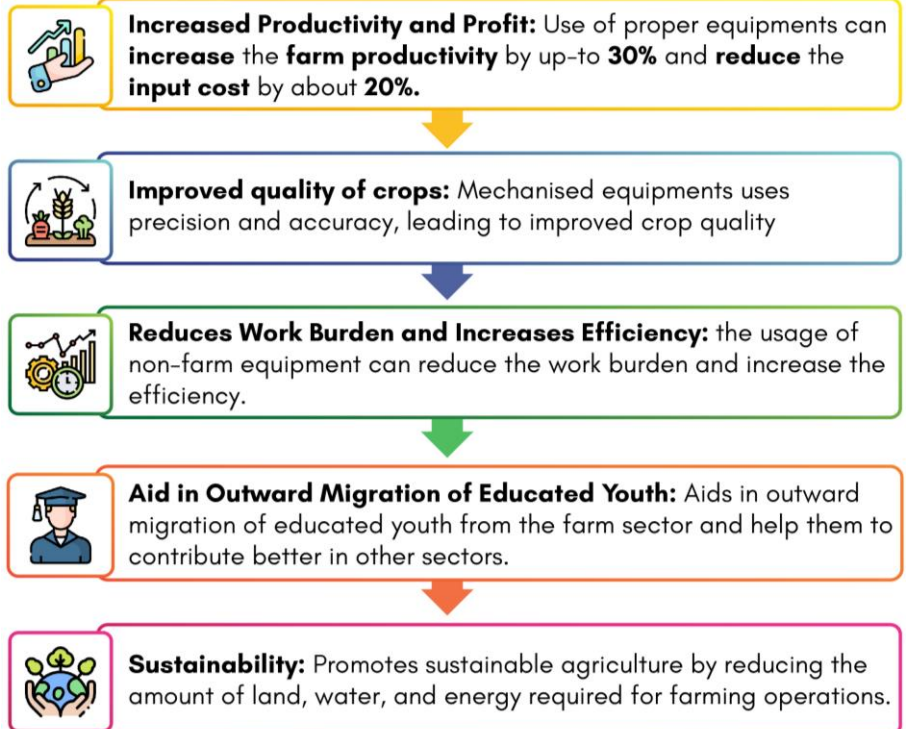 Increased Productivity and Profit: Use of proper equipments can
increase the farm productivity by up-to 30% and reduce the
input cost by about 20%.
Improved quality of crops: Mechanised equipments uses
precision and accuracy, leading to improved crop quality
Reduces Work Burden and Increases Efficiency: the usage of
non-farm equipment can reduce the work burden and increase the
efficiency.
Aid in Outward Migration of Educated Youth: Aids in outward
migration of educated youth from the farm sector and help them to
contribute better in other sectors.
Sustainability: Promotes sustainable agriculture by reducing the
amount of land, water, and energy required for farming operations.